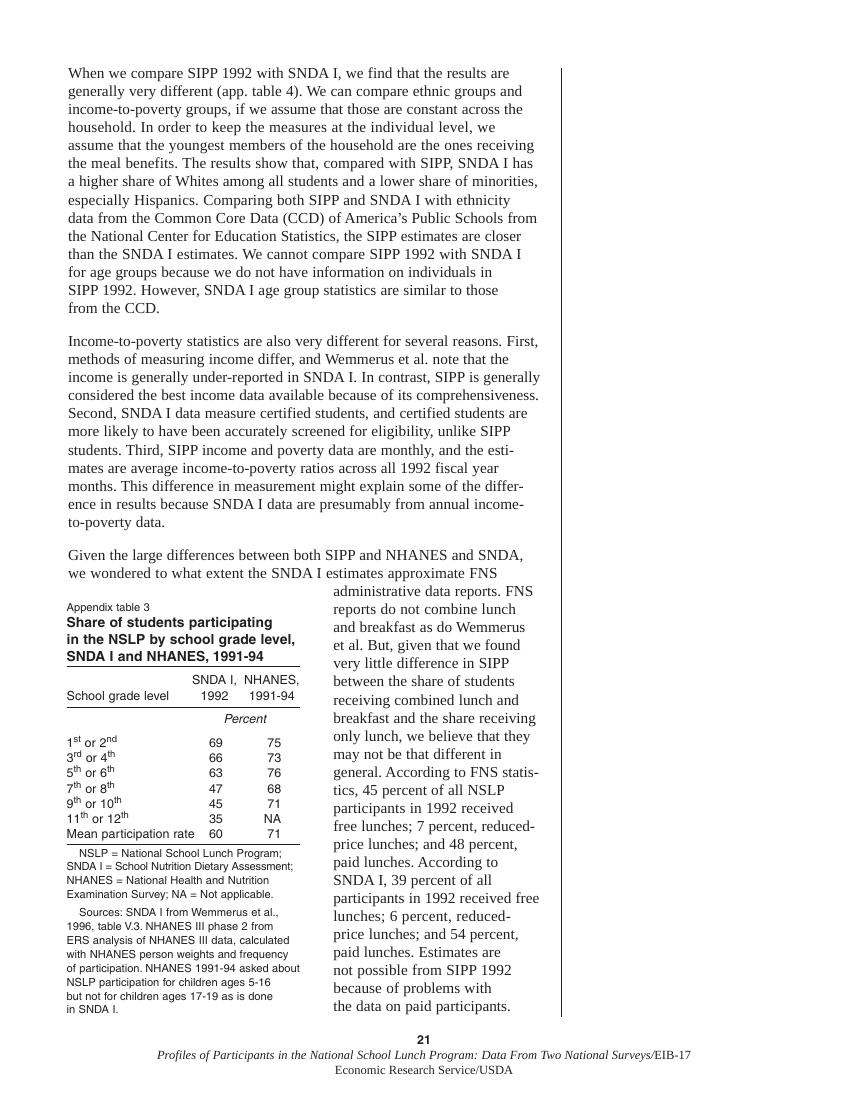 When we compare SIPP 1992 with SNDA I, we find that the results are
generally very different (app. table 4). We can compare ethnic groups and
income-to-poverty groups, if we assume that those are constant across the
household. In order to keep the measures at the individual level, we
assume that the youngest members of the household are the ones receiving
the meal benefits. The results show that, compared with SIPP, SNDA I has
a higher share of Whites among all students and a lower share of minorities,
especially Hispanics. Comparing both SIPP and SNDA I with ethnicity
data from the Common Core Data (CCD) of America's Public Schools from
the National Center for Education Statistics, the SIPP estimates are closer
than the SNDA I estimates. We cannot compare SIPP 1992 with SNDA I
for age groups because we do not have information on individuals in
SIPP 1992. However, SNDA I age group statistics are similar to those
from the CCD.
Income-to-poverty statistics are also very different for several reasons. First,
methods of measuring income differ, and Wemmerus et al. note that the
income is generally under-reported in SNDA I. In contrast, SIPP is generally
considered the best income data available because of its comprehensiveness.
Second, SNDA I data measure certified students, and certified students are
more likely to have been accurately screened for eligibility, unlike SIPP
students. Third, SIPP income and poverty data are monthly, and the esti-
mates are average income-to-poverty ratios across all 1992 fiscal year
months. This difference in measurement might explain some of the differ-
ence in results because SNDA I data are presumably from annual income-
to-poverty data.
Given the large differences between both SIPP and NHANES and SNDA,
we wondered to what extent the SNDA I estimates approximate FNS
administrative data reports. FNS
reports do not combine lunch
and breakfast as do Wemmerus
et al. But, given that we found
very little difference in SIPP
between the share of students
receiving combined lunch and
breakfast and the share receiving
only lunch, we believe that they
may not be that different in
general. According to FNS statis-
tics, 45 percent of all NSLP
participants in 1992 received
free lunches; 7 percent, reduced-
price lunches; and 48 percent,
paid lunches. According to
SNDA I, 39 percent of all
participants in 1992 received free
lunches; 6 percent, reduced-
price lunches; and 54 percent,
paid lunches. Estimates are
not possible from SIPP 1992
because of problems with
the data on paid participants.
Appendix table 3
Share of students participating
in the NSLP by school grade level,
SNDA I and NHANES, 1991-94
SNDA I, NHANES,
School grade level 1992 1991-94
Percent
1st or 2nd 69 75
3rd or 4th 66 73
5th or 6th 63 76
7th or 8th 47 68
9th or 10th 45 71
11th or 12th 35 NA
Mean participation rate 60 71
NSLP = National School Lunch Program;
SNDA I = School Nutrition Dietary Assessment;
NHANES = National Health and Nutrition
Examination Survey; NA = Not applicable.
Sources: SNDA I from Wemmerus et al.,
1996, table V.3. NHANES III phase 2 from
ERS analysis of NHANES III data, calculated
with NHANES person weights and frequency
of participation. NHANES 1991-94 asked about
NSLP participation for children ages 5-16
but not for children ages 17-19 as is done
in SNDA I.
21
Profiles of Participants in the National School Lunch Program: Data From Two National Surveys/EIB-17
Economic Research Service/USDA